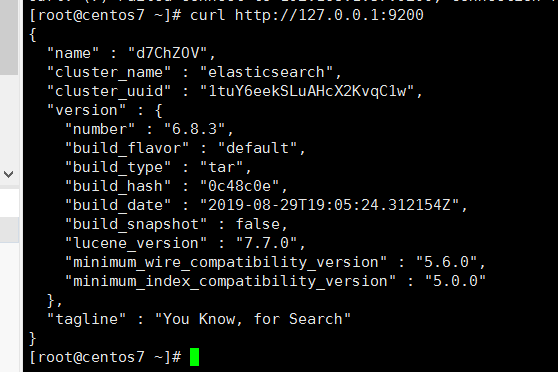 [root@centos7 ~]# curl http://127.0.0.1:9200
{
  "name" : "d7ChZOV",
  "cluster_name" : "elasticsearch",
  "cluster_uuid" : "1tuY6eekSLuAHcX2KvqC1w",
  "version" : {
    "number" : "6.8.3",
    "build_flavor" : "default",
    "build_type" : "tar",
    "build_hash" : "0c48c0e",
    "build_date" : "2019-08-29T19:05:24.312154Z",
    "build_snapshot" : false,
    "lucene_version" : "7.7.0",
    "minimum_wire_compatibility_version" : "5.6.0",
    "minimum_index_compatibility_version" : "5.0.0"
  },
  "tagline" : "You Know, for Search"
}
[root@centos7 ~]#